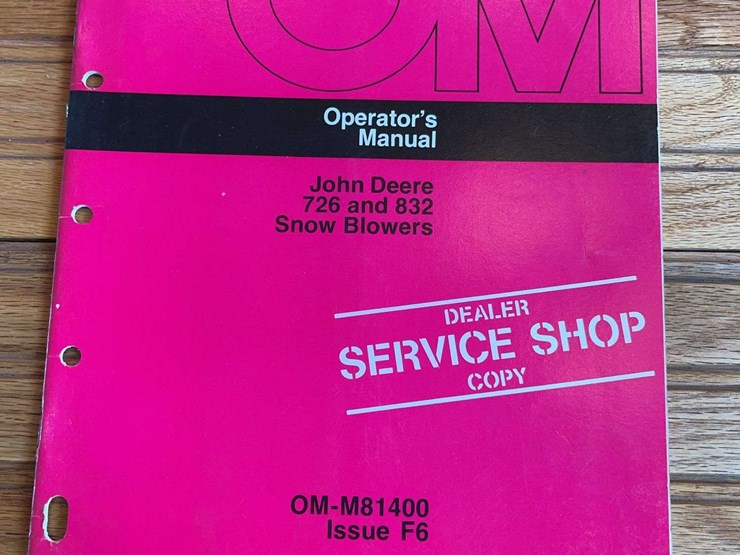 OM
Operator's
Manual
John Deere
726 and 832
Snow Blowers
DEALER
SERVICE SHOP
COPY
OM-M81400
Issue F6